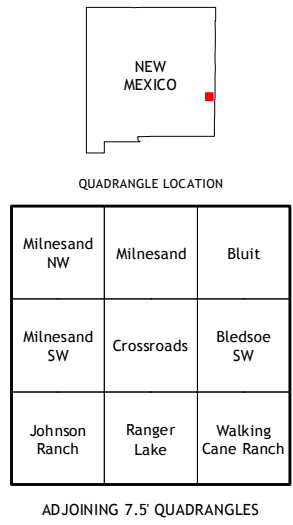 NEW
MEXICO
QUADRANGLE LOCATION
Milnesand
NW
Milnesand
Bluit
Milnesand
SW
Crossroads
Bledsoe
SW
Johnson
Ranch
Ranger
Lake
Walking
Cane Ranch
ADJOINING 7.5' QUADRANGLES